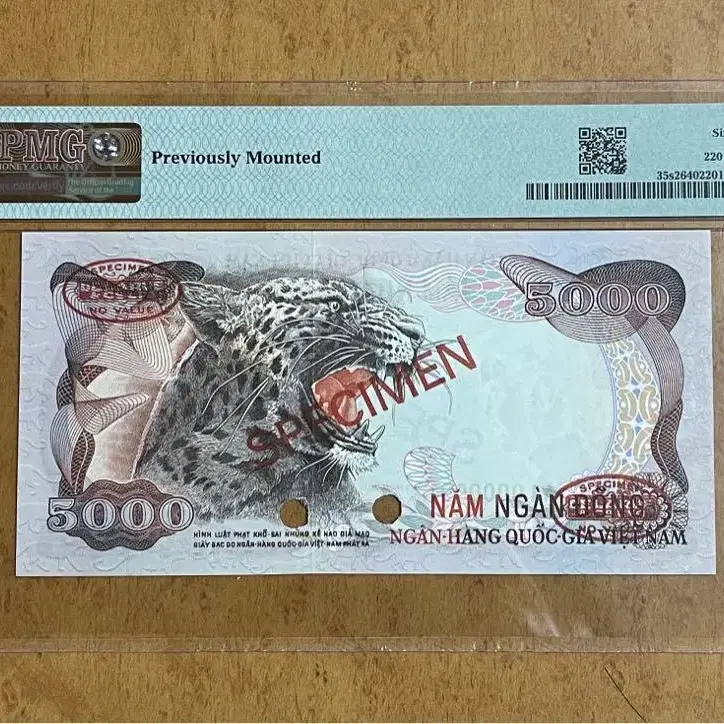 PMG
Previously Mounted
220
35s26402201
SPECIMEN
NO VALUE
5000
SPECIMEN
5000
NĂM NGÀN ĐỒNG
SPECIMEN
HÌNH LUẬT PHẠT KHỔ-SAI NHỮNG KẺ NÀO GIẢ MẠO
GIẤY BẠC DO NGÂN-HÀNG QUỐC-GIA VIỆT-NAM PHÁT RA
NGÂN-HÀNG QUỐC-GIA VIỆT-NAM